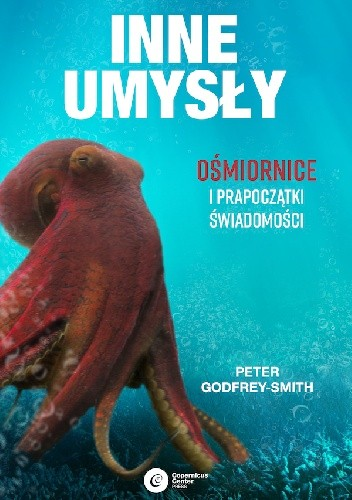 INNE
UMYSŁY
OŚMIORNICE
I PRAPOCZĄTKI
ŚWIADOMOŚCI
PETER
GODFREY-SMITH
Copernicus
Center
PRESS